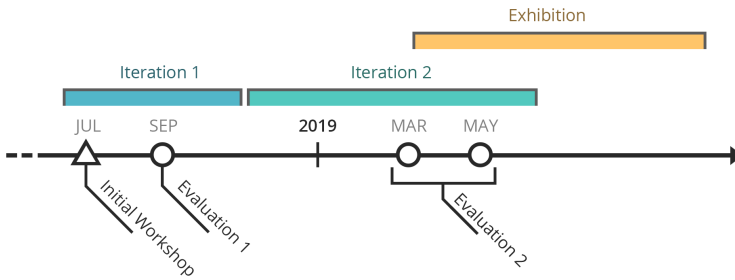 Exhibition
Iteration 1
Iteration 2
JUL
SEP
2019
MAR
MAY
Initial Workshop
Evaluation 1
Evaluation 2